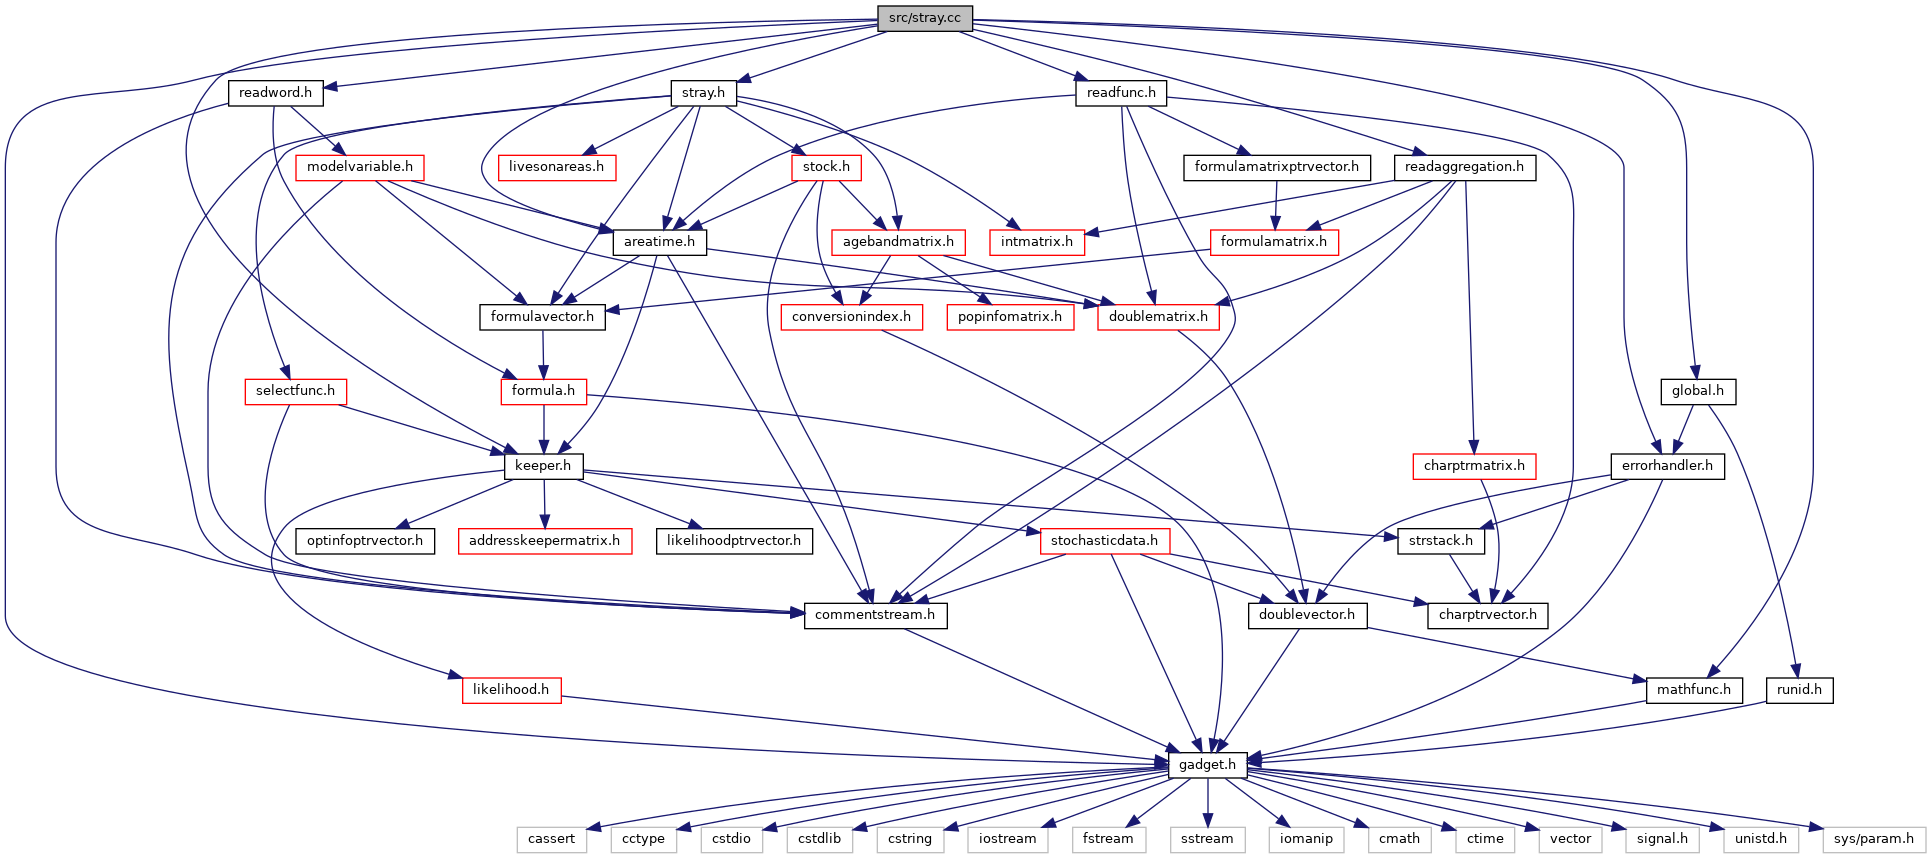 src/stray.cc
readword.h
stray.h
readfunc.h
modelvariable.h
livesonareas.h
stock.h
formulamatrixptrvector.h
readaggregation.h
areatime.h
agebandmatrix.h
intmatrix.h
formulamatrix.h
formulavector.h
conversionindex.h
popinfomatrix.h
doublematrix.h
selectfunc.h
formula.h
global.h
keeper.h
charptrmatrix.h
errorhandler.h
optinfoptrvector.h
addresskeepermatrix.h
likelihoodptrvector.h
stochasticdata.h
strstack.h
commentstream.h
doublevector.h
charptrvector.h
likelihood.h
mathfunc.h
runid.h
gadget.h
cassert
cctype
cstdio
cstdlib
cstring
iostream
fstream
sstream
iomanip
cmath
ctime
vector
signal.h
unistd.h
sys/param.h